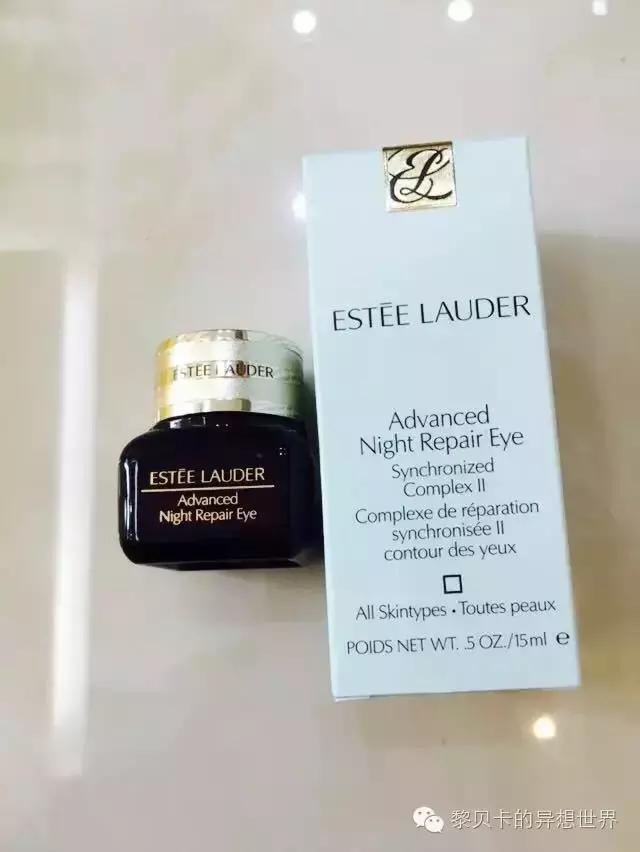 EL
ESTĒE LAUDER
Advanced
Night Repair Eye
Synchronized
Complex II
Complexe de réparation
synchronisée II
contour des yeux
All Skintypes • Toutes peaux
POIDS NET WT. .5 OZ./15ml ℮
ESTĒE LAUDER
ESTĒE LAUDER
Advanced
Night Repair Eye
黎贝卡的异想世界